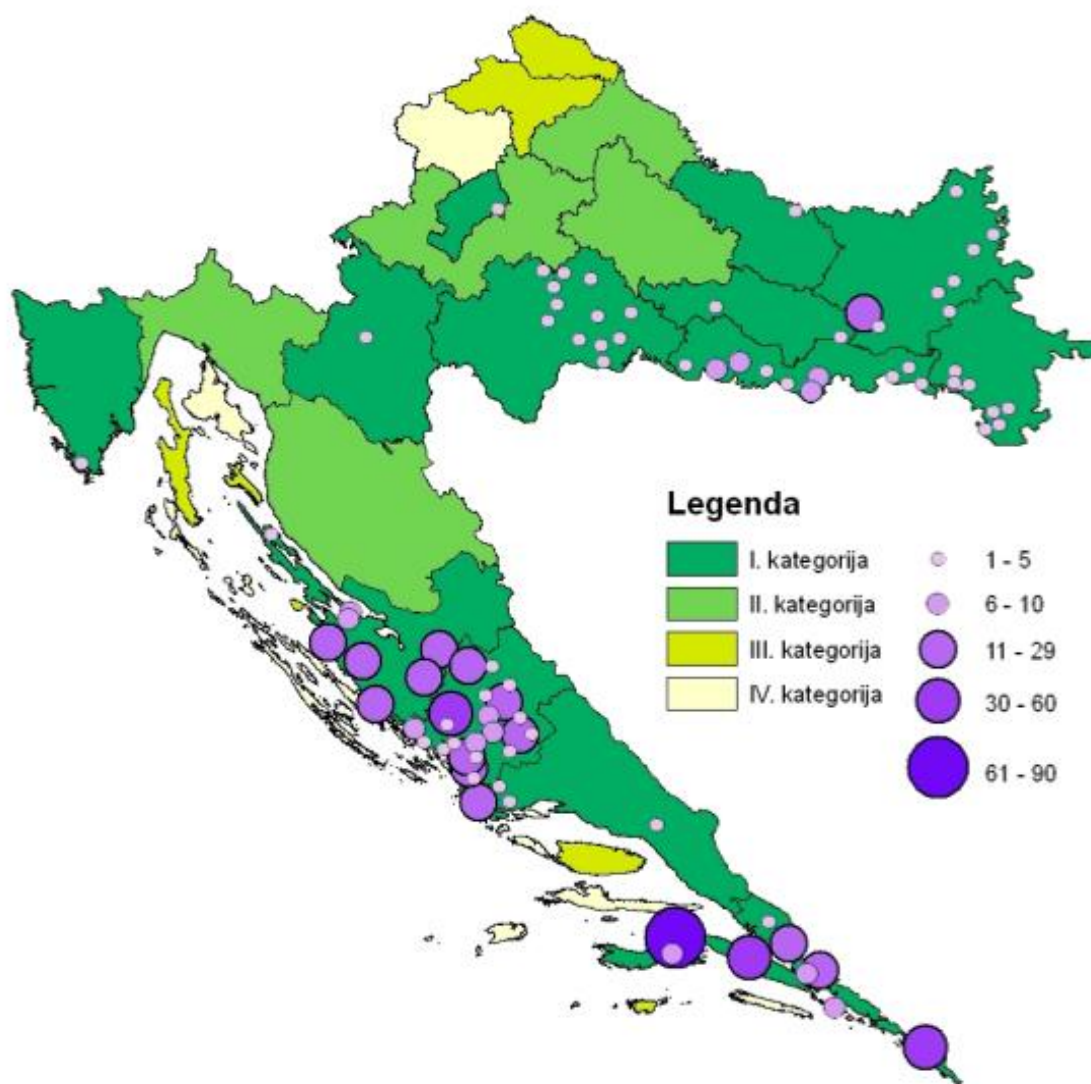 Legenda
I. kategorija
II. kategorija
III. kategorija
IV. kategorija
1 - 5
6 - 10
11 - 29
30 - 60
61 - 90